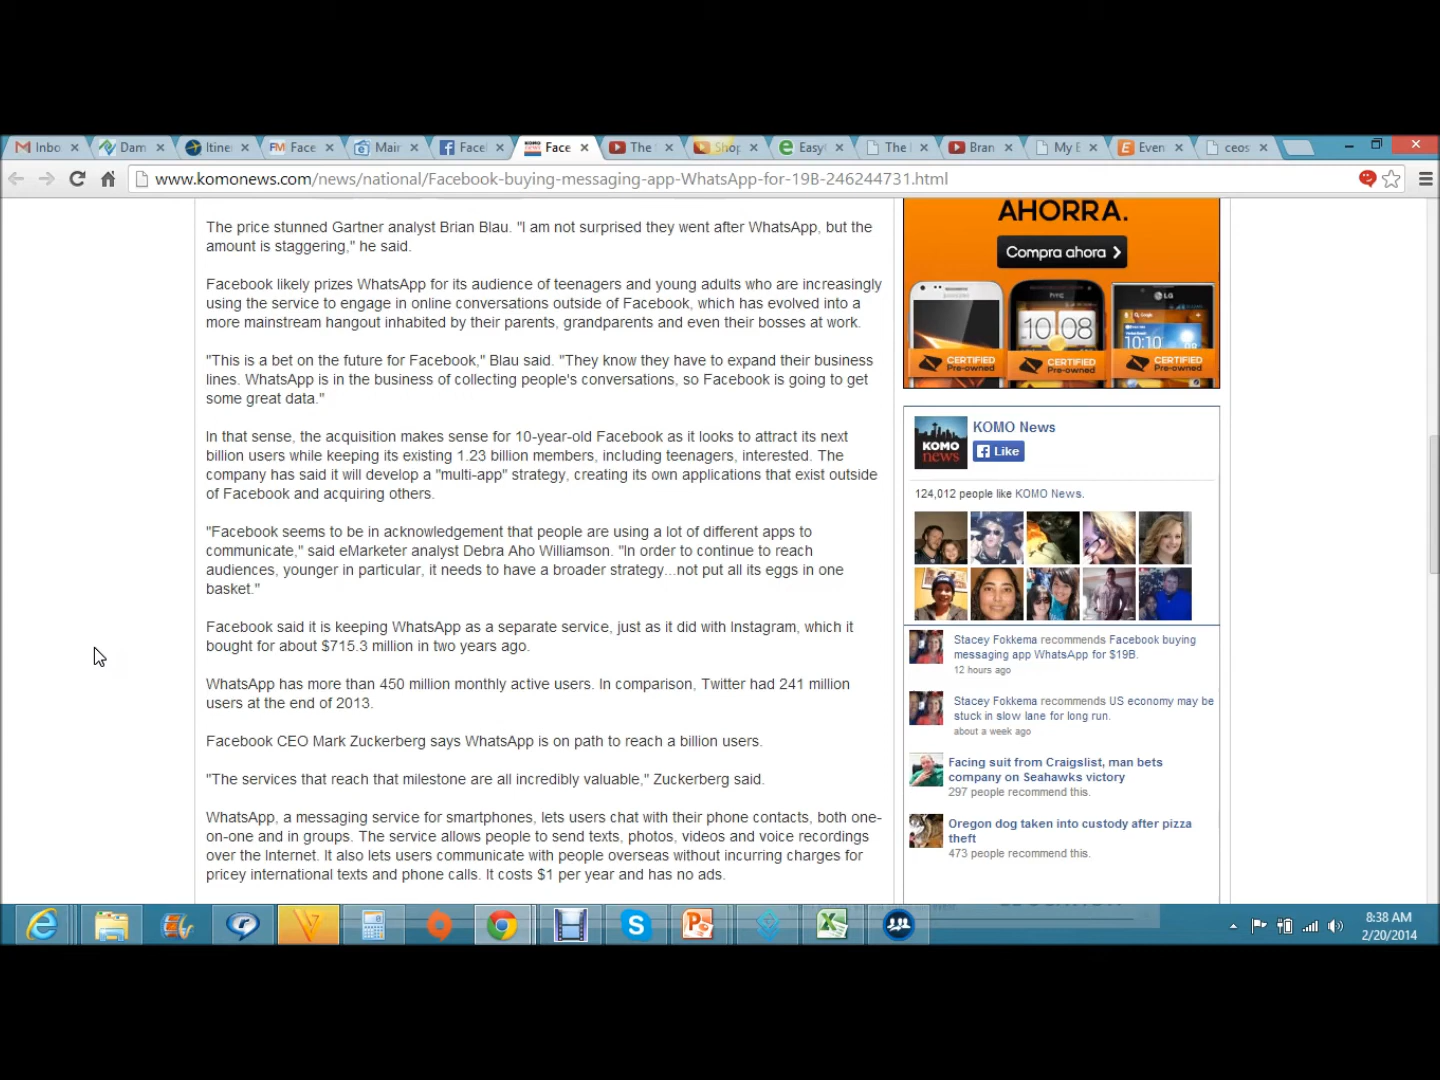 Inbo
Dam
Itine
FM Face
Mair
Face
Face
The
Shop
Easy
The
Bran
My E
Even
ceos
www.komonews.com/news/national/Facebook-buying-messaging-app-WhatsApp-for-19B-246244731.html
The price stunned Gartner analyst Brian Blau. "I am not surprised they went after WhatsApp, but the
amount is staggering," he said.
Facebook likely prizes WhatsApp for its audience of teenagers and young adults who are increasingly
using the service to engage in online conversations outside of Facebook, which has evolved into a
more mainstream hangout inhabited by their parents, grandparents and even their bosses at work.
"This is a bet on the future for Facebook," Blau said. "They know they have to expand their business
lines. WhatsApp is in the business of collecting people's conversations, so Facebook is going to get
some great data."
In that sense, the acquisition makes sense for 10-year-old Facebook as it looks to attract its next
billion users while keeping its existing 1.23 billion members, including teenagers, interested. The
company has said it will develop a "multi-app" strategy, creating its own applications that exist outside
of Facebook and acquiring others.
"Facebook seems to be in acknowledgement that people are using a lot of different apps to
communicate," said eMarketer analyst Debra Aho Williamson. "In order to continue to reach
audiences, younger in particular, it needs to have a broader strategy...not put all its eggs in one
basket."
Facebook said it is keeping WhatsApp as a separate service, just as it did with Instagram, which it
bought for about $715.3 million in two years ago.
WhatsApp has more than 450 million monthly active users. In comparison, Twitter had 241 million
users at the end of 2013.
Facebook CEO Mark Zuckerberg says WhatsApp is on path to reach a billion users.
"The services that reach that milestone are all incredibly valuable," Zuckerberg said.
WhatsApp, a messaging service for smartphones, lets users chat with their phone contacts, both one-
on-one and in groups. The service allows people to send texts, photos, videos and voice recordings
over the Internet. It also lets users communicate with people overseas without incurring charges for
pricey international texts and phone calls. It costs $1 per year and has no ads.
AHORRA.
Compra ahora
htc
LG
10 08
10:10
CERTIFIED
Pre-owned
CERTIFIED
Pre-owned
CERTIFIED
Pre-owned
KOMO
news
KOMO News
Like
124,012 people like KOMO News.
Stacey Fokkema recommends Facebook buying
messaging app WhatsApp for $19B.
12 hours ago
Stacey Fokkema recommends US economy may be
stuck in slow lane for long run.
about a week ago
Facing suit from Craigslist, man bets
company on Seahawks victory
297 people recommend this.
Oregon dog taken into custody after pizza
theft
473 people recommend this.
8:38 AM
2/20/2014